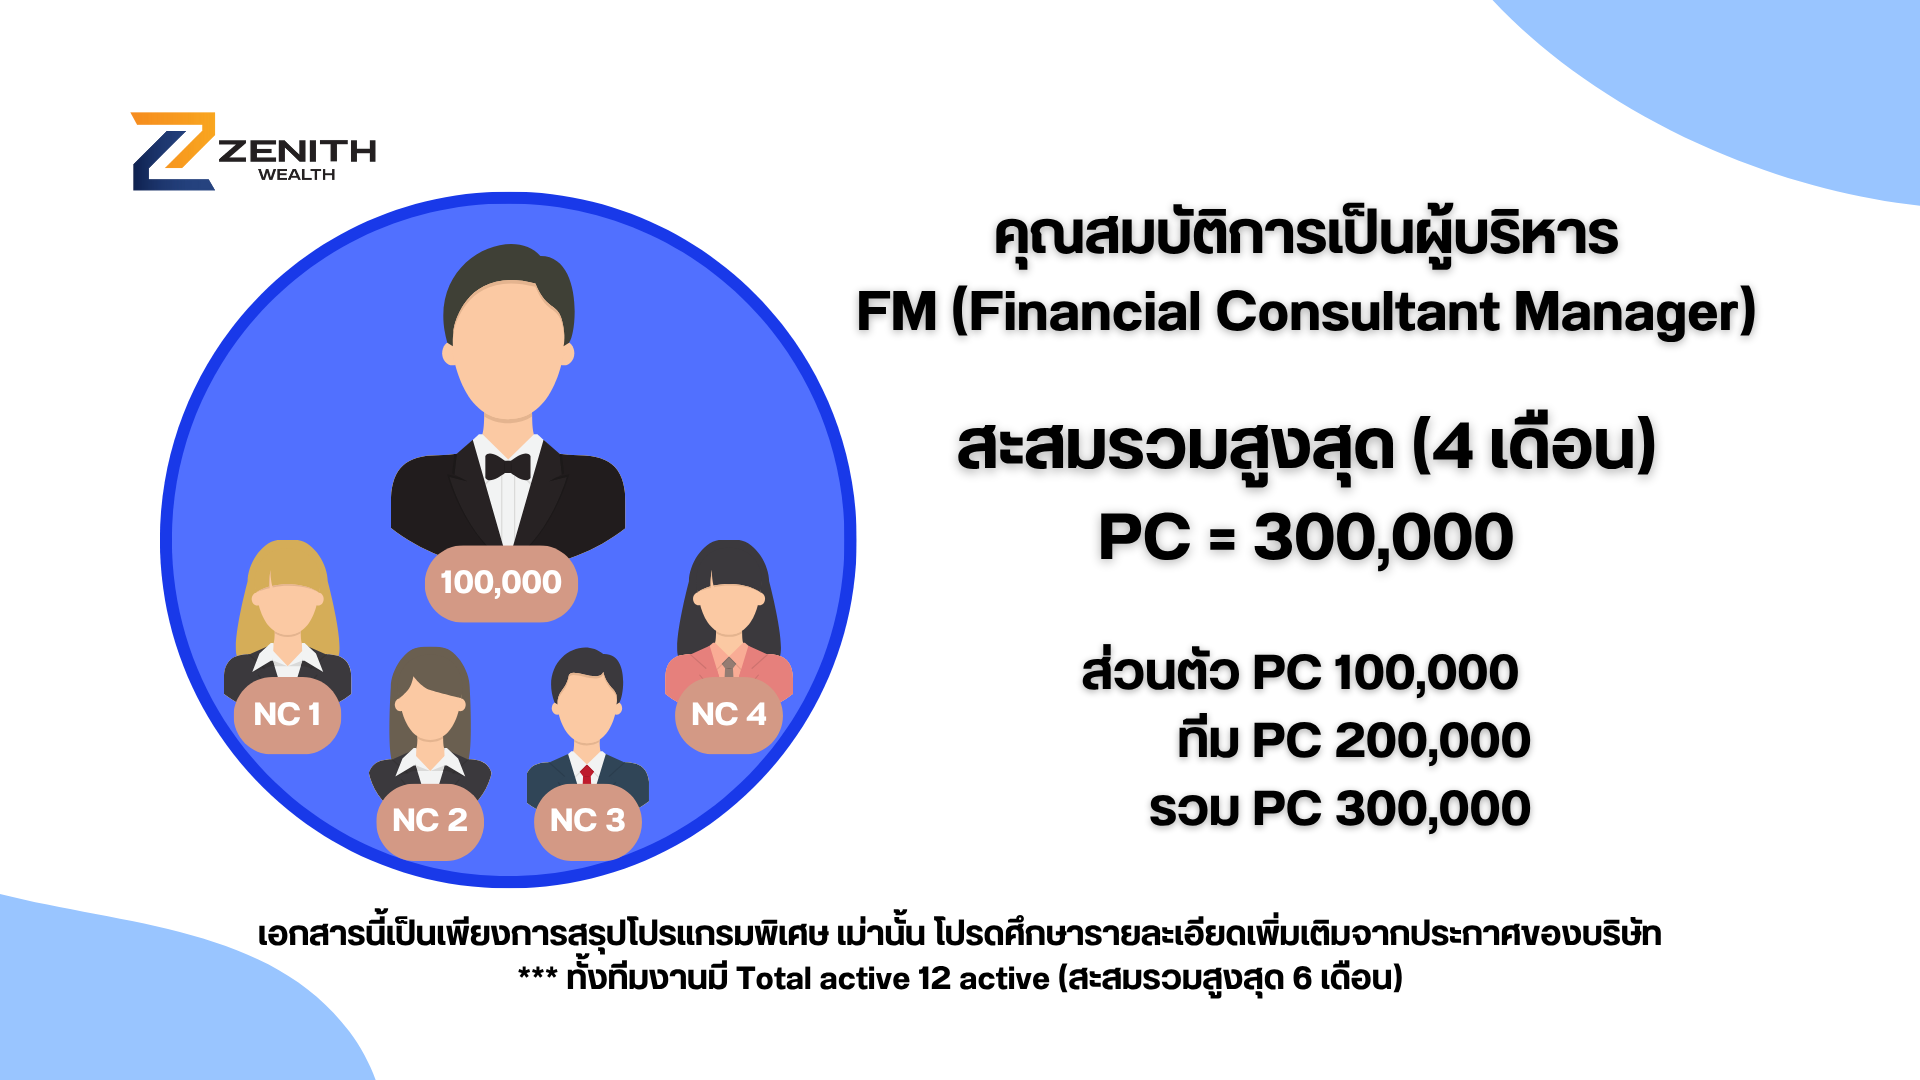 ZENITH
WEALTH
คุณสมบัติการเป็นผู้บริหาร
FM (Financial Consultant Manager)
สะสมรวมสูงสุด (4 เดือน)
PC = 300,000
ส่วนตัว PC 100,000
ทีม PC 200,000
รวม PC 300,000
100,000
NC 1
NC 2
NC 3
NC 4
เอกสารนี้เป็นเพียงการสรุปโปรแกรมพิเศษ เม่านั้น โปรดศึกษารายละเอียดเพิ่มเติมจากประกาศของบริษัท
*** ทั้งทีมงานมี Total active 12 active (สะสมรวมสูงสุด 6 เดือน)